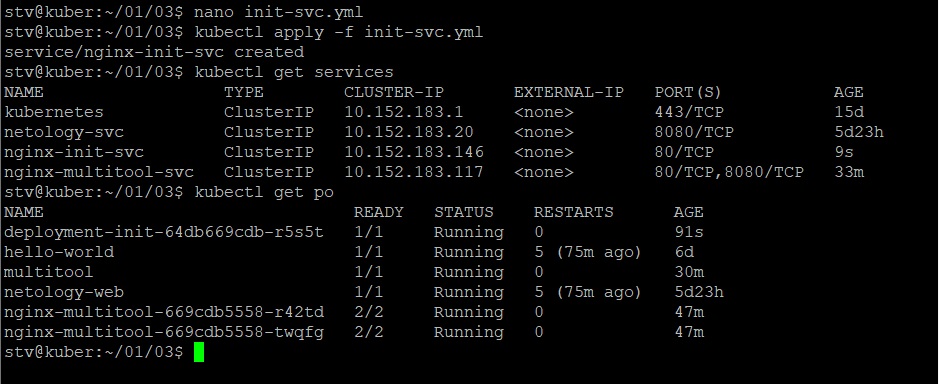 stv@kuber:~/01/03$ nano init-svc.yml
stv@kuber:~/01/03$ kubectl apply -f init-svc.yml
service/nginx-init-svc created
stv@kuber:~/01/03$ kubectl get services
NAME TYPE CLUSTER-IP EXTERNAL-IP PORT(S) AGE
kubernetes ClusterIP 10.152.183.1 <none> 443/TCP 15d
netology-svc ClusterIP 10.152.183.20 <none> 8080/TCP 5d23h
nginx-init-svc ClusterIP 10.152.183.146 <none> 80/TCP 9s
nginx-multitool-svc ClusterIP 10.152.183.117 <none> 80/TCP,8080/TCP 33m
stv@kuber:~/01/03$ kubectl get po
NAME READY STATUS RESTARTS AGE
deployment-init-64db669cdb-r5s5t 1/1 Running 0 91s
hello-world 1/1 Running 5 (75m ago) 6d
multitool 1/1 Running 0 30m
netology-web 1/1 Running 5 (75m ago) 5d23h
nginx-multitool-669cdb5558-r42td 2/2 Running 0 47m
nginx-multitool-669cdb5558-twqfg 2/2 Running 0 47m
stv@kuber:~/01/03$